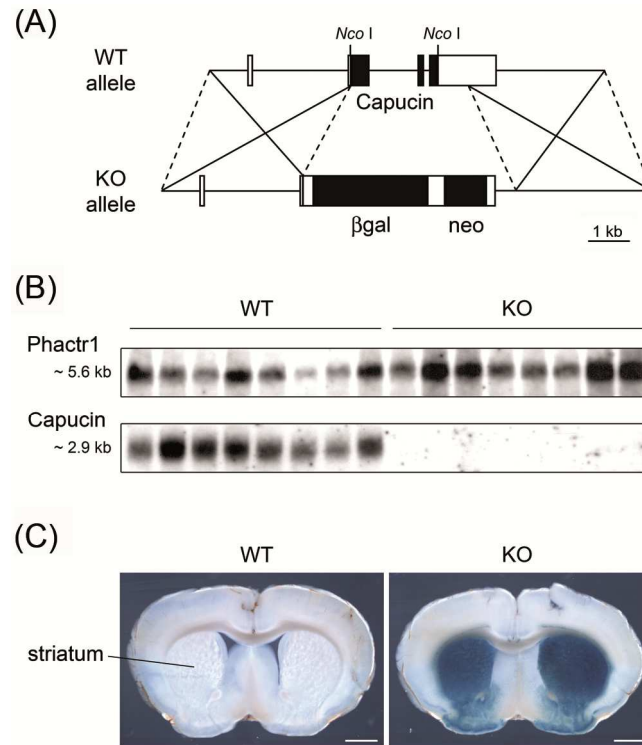 (A)
Nco I
Nco I
WT
allele
Capucin
KO
allele
βgal
neo
1 kb
(B)
WT
KO
Phactr1
~ 5.6 kb
Capucin
~ 2.9 kb
(C)
WT
KO
striatum